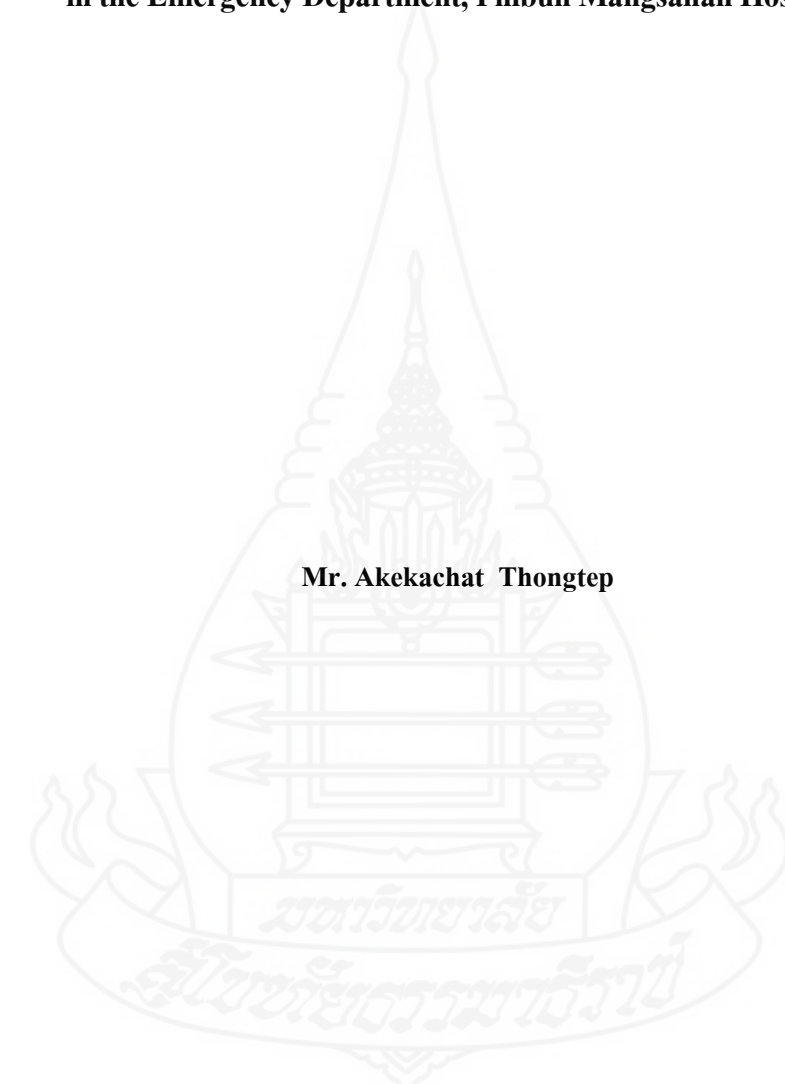 in the Emergency Department, Phibun Mangsahan
Mr. Akekachat Thongtep
มหาวิทยาลัย
สุโขทัยธรรมาธิราช